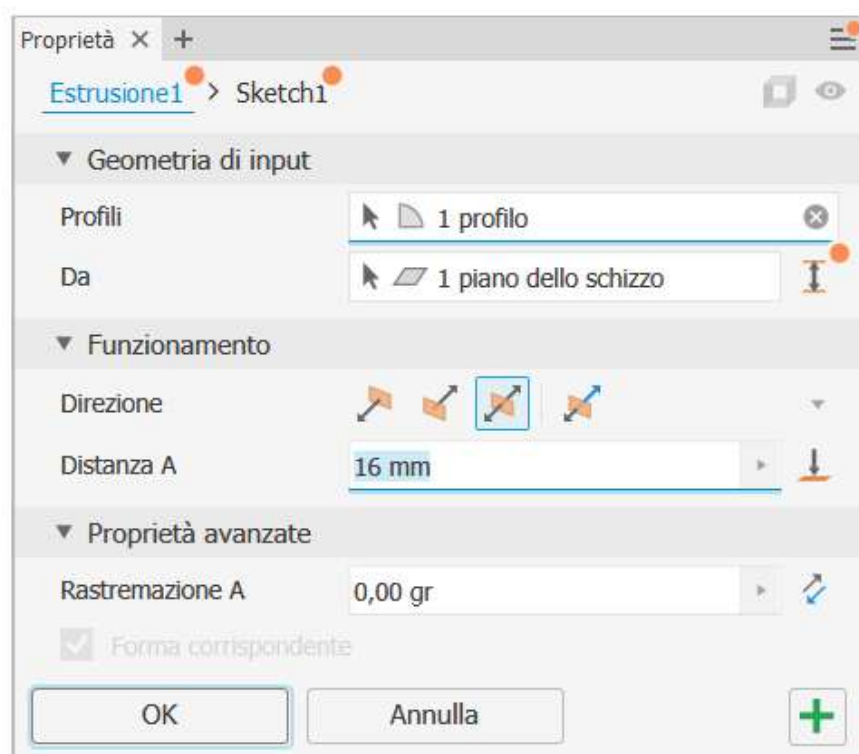 Proprietà × +
Estrusione1 > Sketch1
Geometria di input
Profili 1 profilo
Da 1 piano dello schizzo
Funzionamento
Direzione
Distanza A 16 mm
Proprietà avanzate
Rastremazione A 0,00 gr
Forma corrispondente
OK Annulla